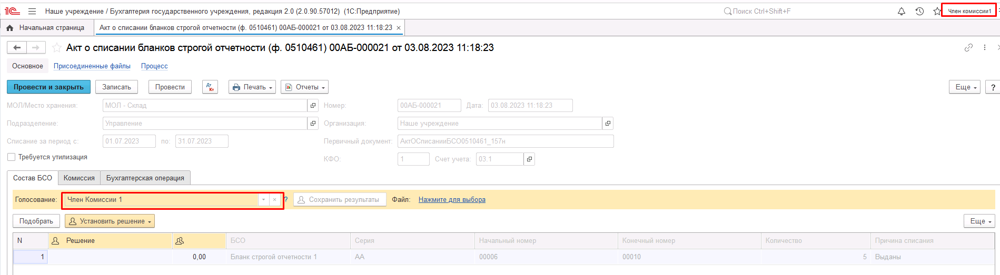 1С Наше учреждение / Бухгалтерия государственного учреждения, редакция 2.0 (2.0.90.57012) (1С:Предприятие) Поиск Ctrl+Shift+F Член комиссии1
Начальная страница Акт о списании бланков строгой отчетности (ф. 0510461) 00АБ-000021 от 03.08.2023 11:18:23 ×
Акт о списании бланков строгой отчетности (ф. 0510461) 00АБ-000021 от 03.08.2023 11:18:23
Основное Присоединенные файлы Процесс
Провести и закрыть Записать Провести Дт Кт Печать Отчеты Еще ?
МОЛ/Место хранения: МОЛ - Склад Номер: 00АБ-000021 Дата: 03.08.2023 11:18:23
Подразделение: Управление Организация: Наше учреждение
Списание за период с: 01.07.2023 по: 31.07.2023 Первичный документ: АктОСписанииБСО0510461_157н
Требуется утилизация КФО: 1 Счет учета: 03.1
Состав БСО Комиссия Бухгалтерская операция
Голосование: Член Комиссии 1 × ? Сохранить результаты Файл: Нажмите для выбора
Подобрать Установить решение Еще
N Решение БСО Серия Начальный номер Конечный номер Количество Причина списания
1 0,00 Бланк строгой отчетности 1 АА 00006 00010 5 Выданы